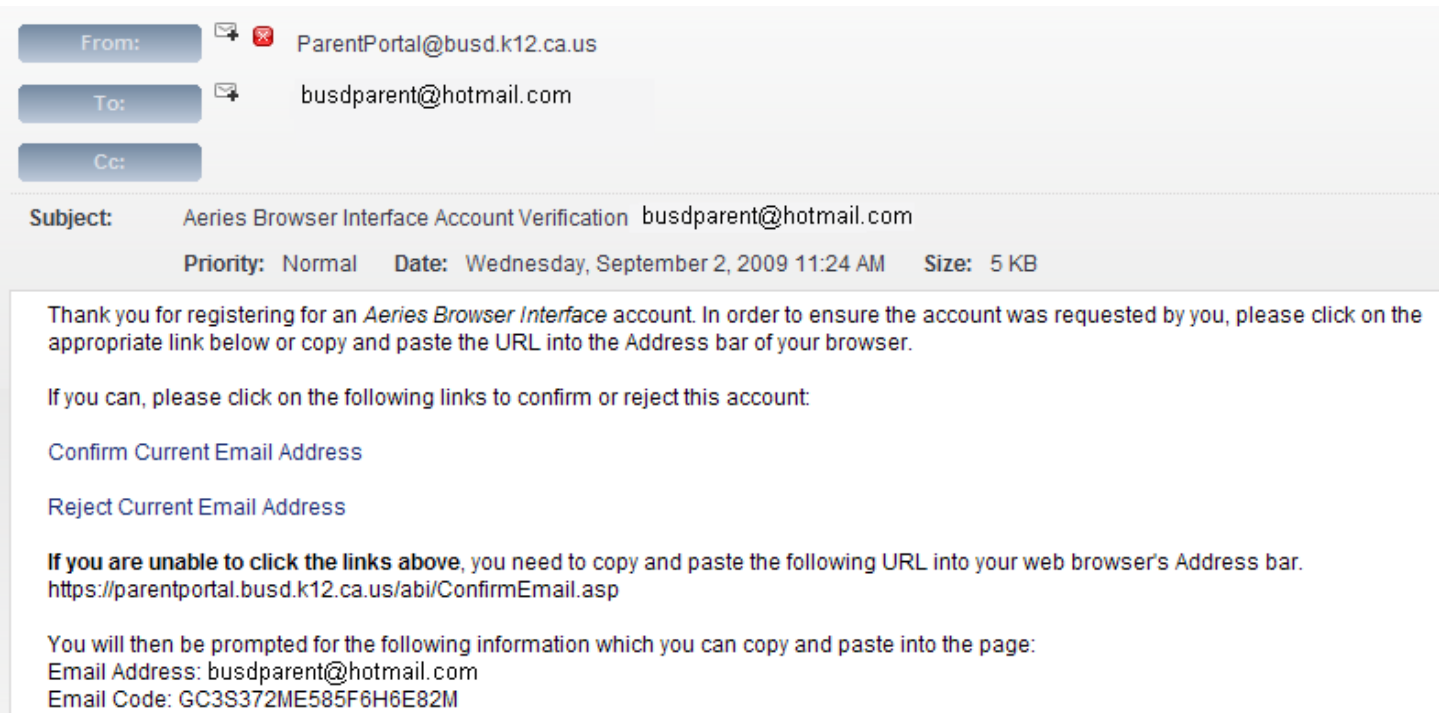 From: ParentPortal@busd.k12.ca.us
To: busdparent@hotmail.com
Cc:
Subject: Aeries Browser Interface Account Verification busdparent@hotmail.com
Priority: Normal Date: Wednesday, September 2, 2009 11:24 AM Size: 5 KB
Thank you for registering for an Aeries Browser Interface account. In order to ensure the account was requested by you, please click on the
appropriate link below or copy and paste the URL into the Address bar of your browser.
If you can, please click on the following links to confirm or reject this account:
Confirm Current Email Address
Reject Current Email Address
If you are unable to click the links above, you need to copy and paste the following URL into your web browser's Address bar.
https://parentportal.busd.k12.ca.us/abi/ConfirmEmail.asp
You will then be prompted for the following information which you can copy and paste into the page:
Email Address: busdparent@hotmail.com
Email Code: GC3S372ME585F6H6E82M